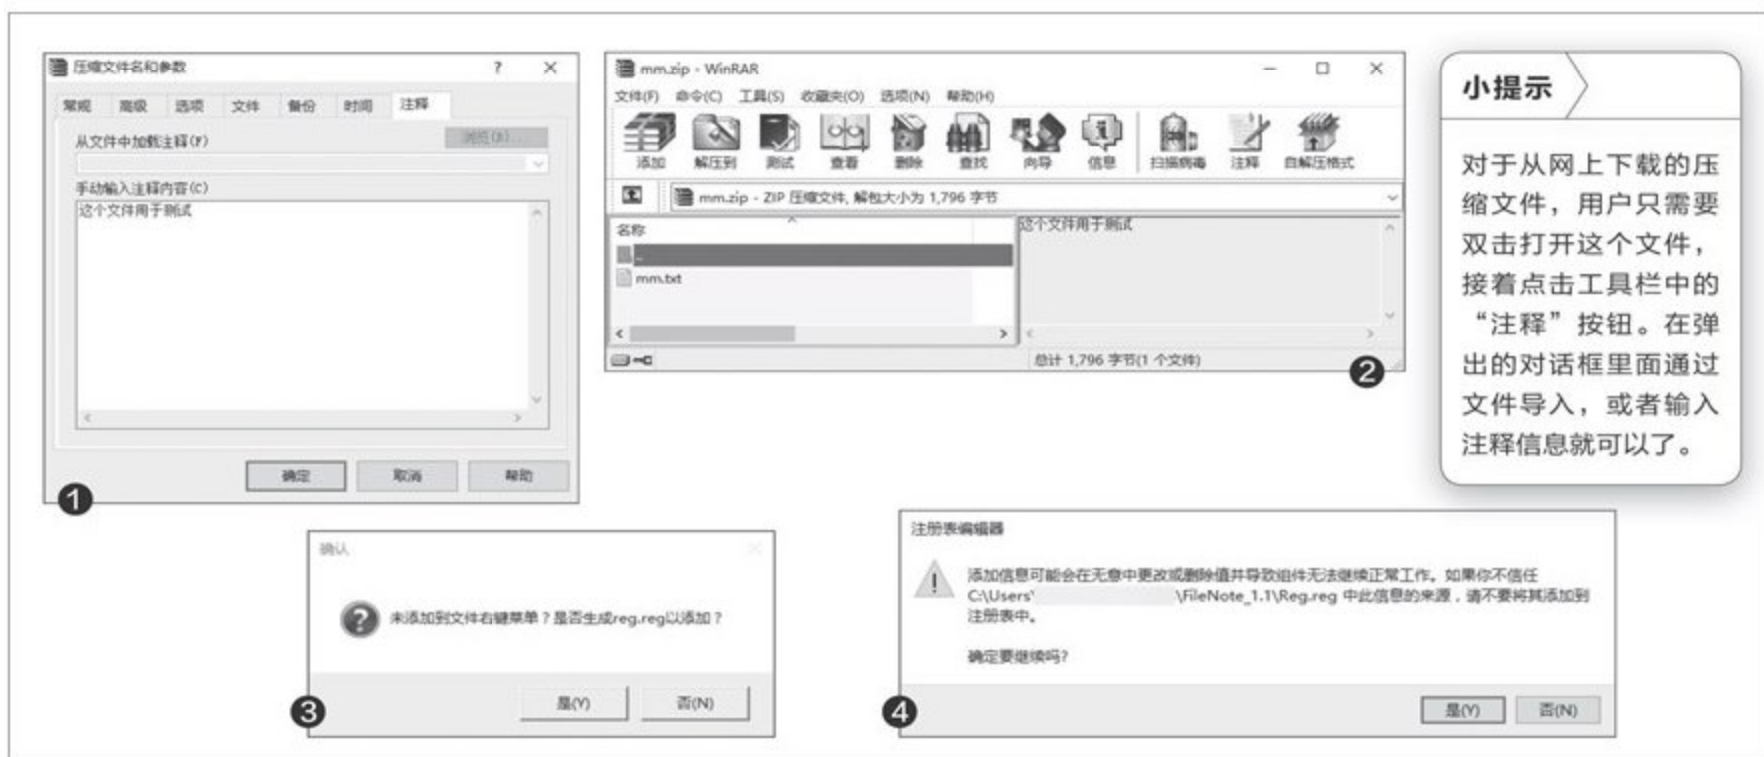 压缩文件名和参数
? ×
常规 高级 选项 文件 备份 时间 注释
从文件中加载注释(F)
浏览(B)...
手动输入注释内容(C)
这个文件用于测试
确定 取消 帮助
1
mm.zip - WinRAR
文件(F) 命令(C) 工具(S) 收藏夹(O) 选项(N) 帮助(H)
添加 解压到 测试 查看 删除 查找 向导 信息 扫描病毒 注释 自解压格式
mm.zip - ZIP 压缩文件, 解包大小为 1,796 字节
名称
..
mm.txt
这个文件用于测试
总计 1,796 字节(1 个文件)
2
小提示
对于从网上下载的压
缩文件，用户只需要
双击打开这个文件，
接着点击工具栏中的
“注释”按钮。在弹
出的对话框里面通过
文件导入，或者输入
注释信息就可以了。
确认
未添加到文件右键菜单？是否生成reg.reg以添加？
是(Y) 否(N)
3
注册表编辑器
添加信息可能会在无意中更改或删除值并导致组件无法继续正常工作。如果你不信任
C:\Users\ \FileNote_1.1\Reg.reg 中此信息的来源，请不要将其添加到
注册表中。
确定要继续吗?
是(Y) 否(N)
4